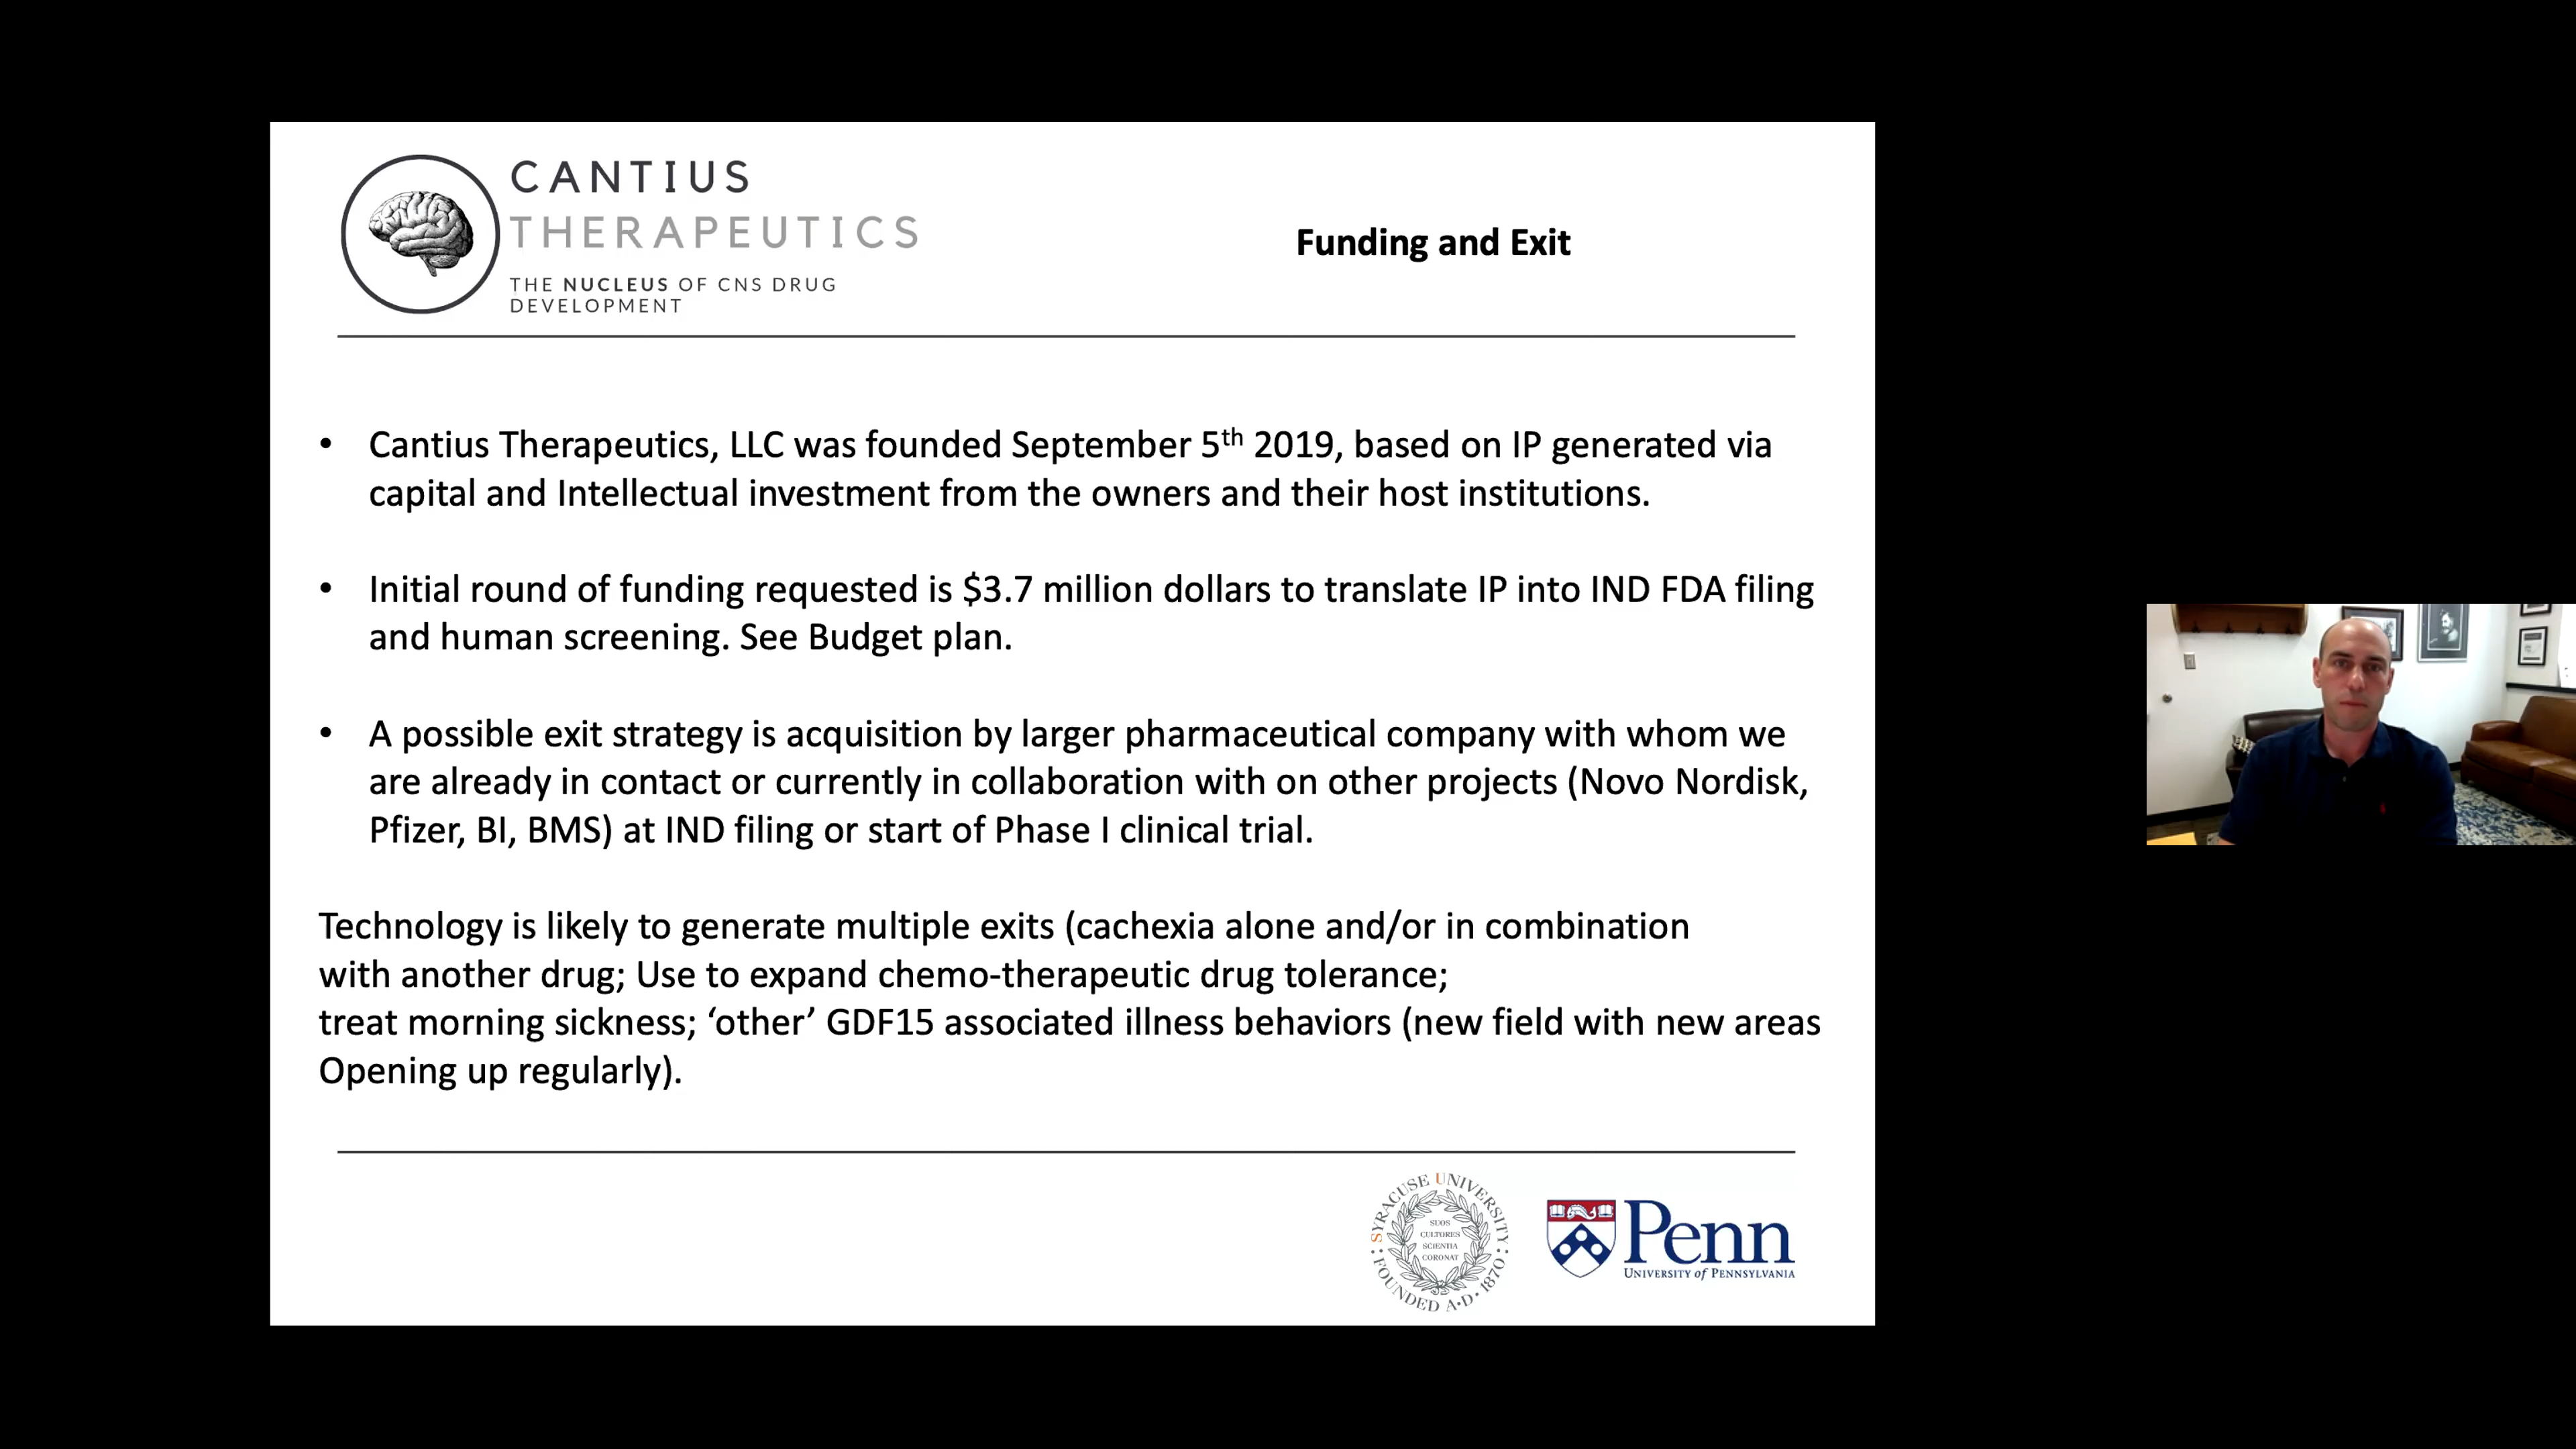 CANTIUS
THERAPEUTICS
THE NUCLEUS OF CNS DRUG
DEVELOPMENT
Funding and Exit
• Cantius Therapeutics, LLC was founded September 5th 2019, based on IP generated via
capital and Intellectual investment from the owners and their host institutions.
• Initial round of funding requested is $3.7 million dollars to translate IP into IND FDA filing
and human screening. See Budget plan.
• A possible exit strategy is acquisition by larger pharmaceutical company with whom we
are already in contact or currently in collaboration with on other projects (Novo Nordisk,
Pfizer, BI, BMS) at IND filing or start of Phase I clinical trial.
Technology is likely to generate multiple exits (cachexia alone and/or in combination
with another drug; Use to expand chemo-therapeutic drug tolerance;
treat morning sickness; ‘other’ GDF15 associated illness behaviors (new field with new areas
Opening up regularly).
SYRACUSE UNIVERSITY
SUOS
CULTORES
SCIENTIA
CORONAT
FOUNDED A·D· 1870
Penn
UNIVERSITY of PENNSYLVANIA